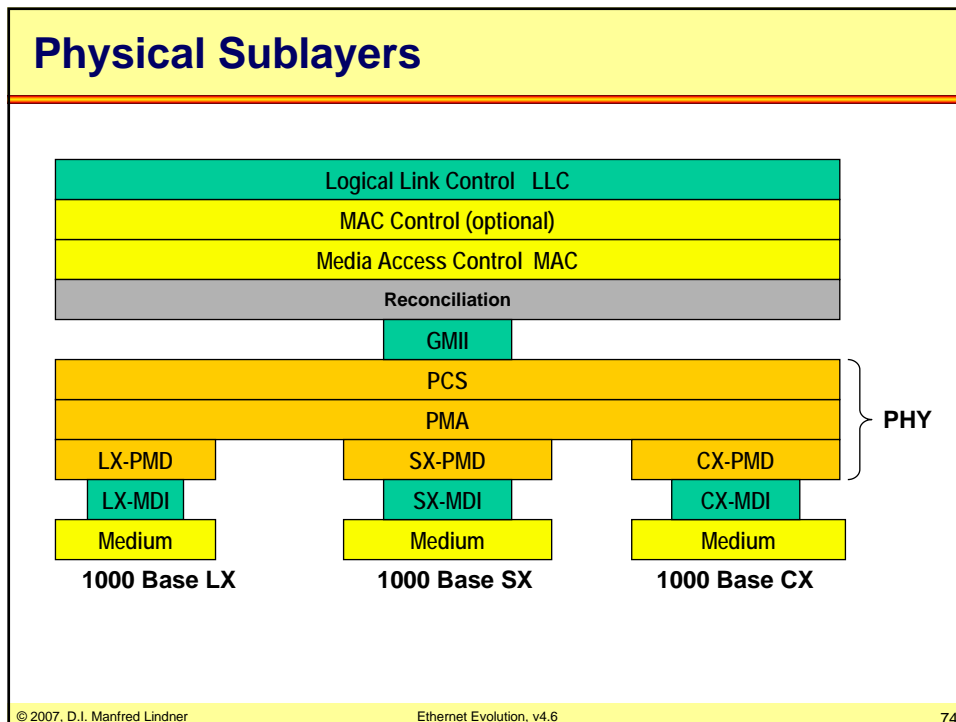 Physical Sublayers
Logical Link Control LLC
MAC Control (optional)
Media Access Control MAC
Reconciliation
GMII
PCS
PMA
PHY
LX-PMD SX-PMD CX-PMD
LX-MDI SX-MDI CX-MDI
Medium Medium Medium
1000 Base LX 1000 Base SX 1000 Base CX
© 2007, D.I. Manfred Lindner Ethernet Evolution, v4.6 74